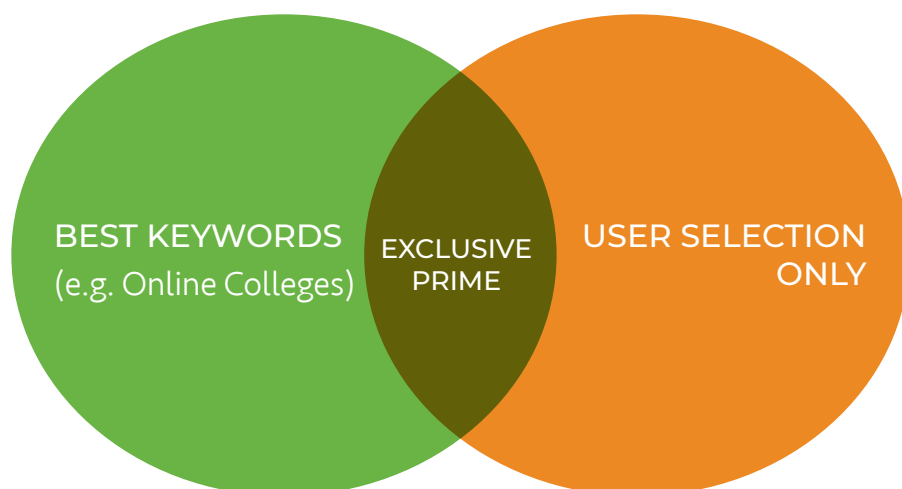 BEST KEYWORDS
(e.g. Online Colleges)
EXCLUSIVE
PRIME
USER SELECTION
ONLY